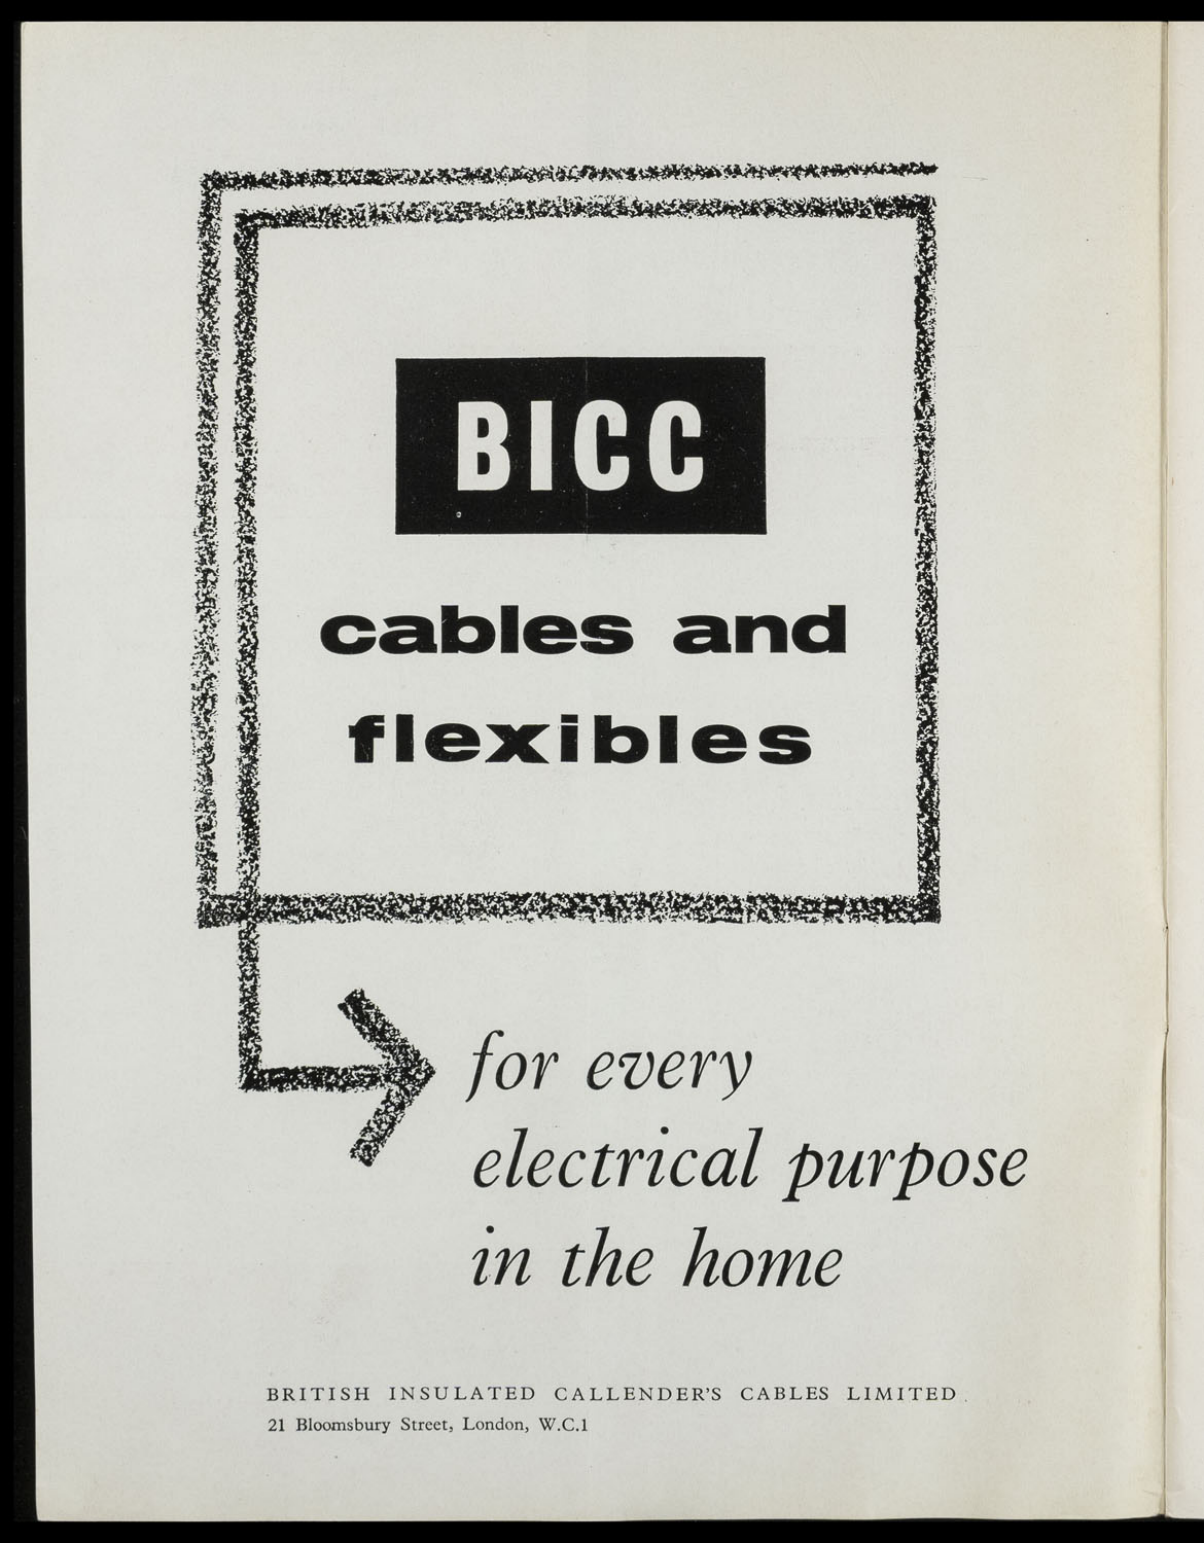 BICC
cables and
flexibles
for every
electrical purpose
in the home
BRITISH INSULATED CALLENDER'S CABLES LIMITED
21 Bloomsbury Street, London, W.C.1